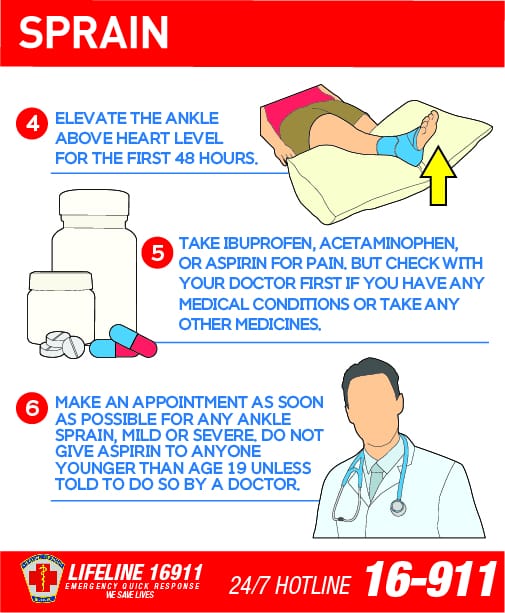 SPRAIN
4
ELEVATE THE ANKLE
ABOVE HEART LEVEL
FOR THE FIRST 48 HOURS.
5
TAKE IBUPROFEN, ACETAMINOPHEN,
OR ASPIRIN FOR PAIN. BUT CHECK WITH
YOUR DOCTOR FIRST IF YOU HAVE ANY
MEDICAL CONDITIONS OR TAKE ANY
OTHER MEDICINES.
6
MAKE AN APPOINTMENT AS SOON
AS POSSIBLE FOR ANY ANKLE
SPRAIN, MILD OR SEVERE. DO NOT
GIVE ASPIRIN TO ANYONE
YOUNGER THAN AGE 19 UNLESS
TOLD TO DO SO BY A DOCTOR.
LIFELINE 16911
EMERGENCY QUICK RESPONSE
WE SAVE LIVES
24/7 HOTLINE 16-911